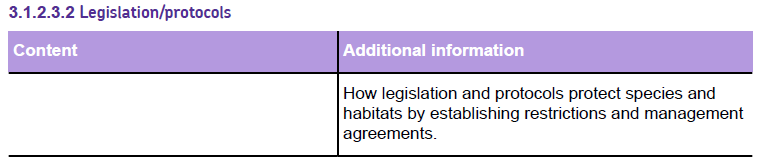 3.1.2.3.2 Legislation/protocols
Content
Additional information
How legislation and protocols protect species and
habitats by establishing restrictions and management
agreements.